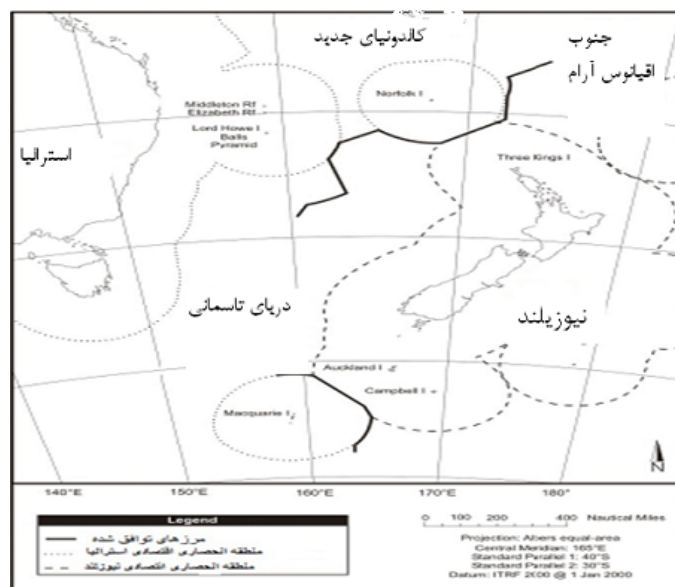 کالدونیای جدید
جنوب
اقیانوس آرام
Norfolk I
Middleton Rf
Elizabeth Rf
Lord Howe I
Balls
Pyramid
استرالیا
Three Kings I
دریای تاسمانی
نیوزیلند
Auckland I
Campbell I
Macquarie I
N
140°E
150°E
160°E
170°E
180°
Legend
مرزهای توافق شده
منطقه انحصاری اقتصادی استرالیا
منطقه انحصاری اقتصادی نیوزلند
0 100 200 400 Nautical Miles
Projection: Albers equal-area
Central Meridian: 165°E
Standard Parallel 1: 40°S
Standard Parallel 2: 30°S
Datum: ITRF 2000 @ 1 Jan 2000